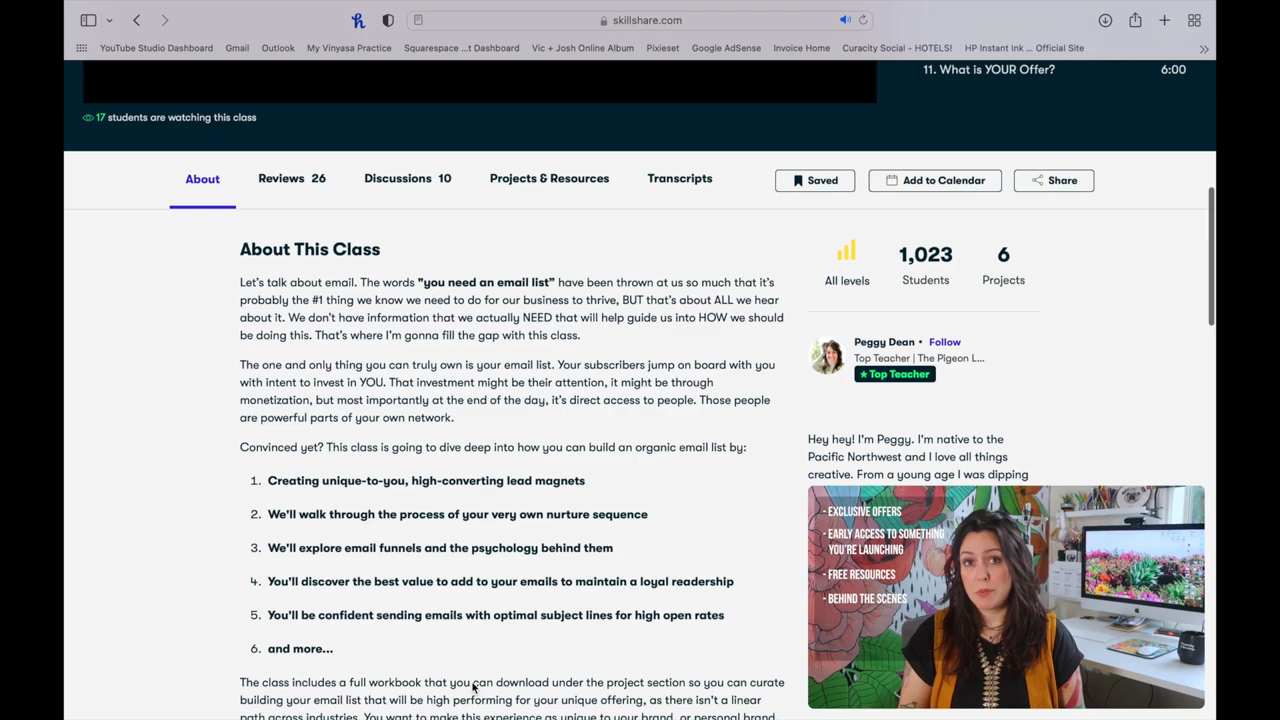 skillshare.com
YouTube Studio Dashboard Gmail Outlook My Vinyasa Practice Squarespace ...t Dashboard Vic + Josh Online Album Pixieset Google AdSense Invoice Home Curacity Social - HOTELS! HP Instant Ink ... Official Site
11. What is YOUR Offer? 6:00
17 students are watching this class
About Reviews 26 Discussions 10 Projects & Resources Transcripts Saved Add to Calendar Share
About This Class
Let's talk about email. The words "you need an email list" have been thrown at us so much that it's
probably the #1 thing we know we need to do for our business to thrive, BUT that's about ALL we hear
about it. We don't have information that we actually NEED that will help guide us into HOW we should
be doing this. That's where I'm gonna fill the gap with this class.
The one and only thing you can truly own is your email list. Your subscribers jump on board with you
with intent to invest in YOU. That investment might be their attention, it might be through
monetization, but most importantly at the end of the day, it's direct access to people. Those people
are powerful parts of your own network.
Convinced yet? This class is going to dive deep into how you can build an organic email list by:
1. Creating unique-to-you, high-converting lead magnets
2. We'll walk through the process of your very own nurture sequence
3. We'll explore email funnels and the psychology behind them
4. You'll discover the best value to add to your emails to maintain a loyal readership
5. You'll be confident sending emails with optimal subject lines for high open rates
6. and more...
The class includes a full workbook that you can download under the project section so you can curate
building your email list that will be high performing for your unique offering, as there isn't a linear
path across industries. You want to make this experience as unique to your brand, or personal brand,
All levels
1,023
Students
6
Projects
Peggy Dean • Follow
Top Teacher | The Pigeon L...
Top Teacher
Hey hey! I'm Peggy. I'm native to the
Pacific Northwest and I love all things
creative. From a young age I was dipping
- EXCLUSIVE OFFERS
- EARLY ACCESS TO SOMETHING
YOU'RE LAUNCHING
- FREE RESOURCES
- BEHIND THE SCENES